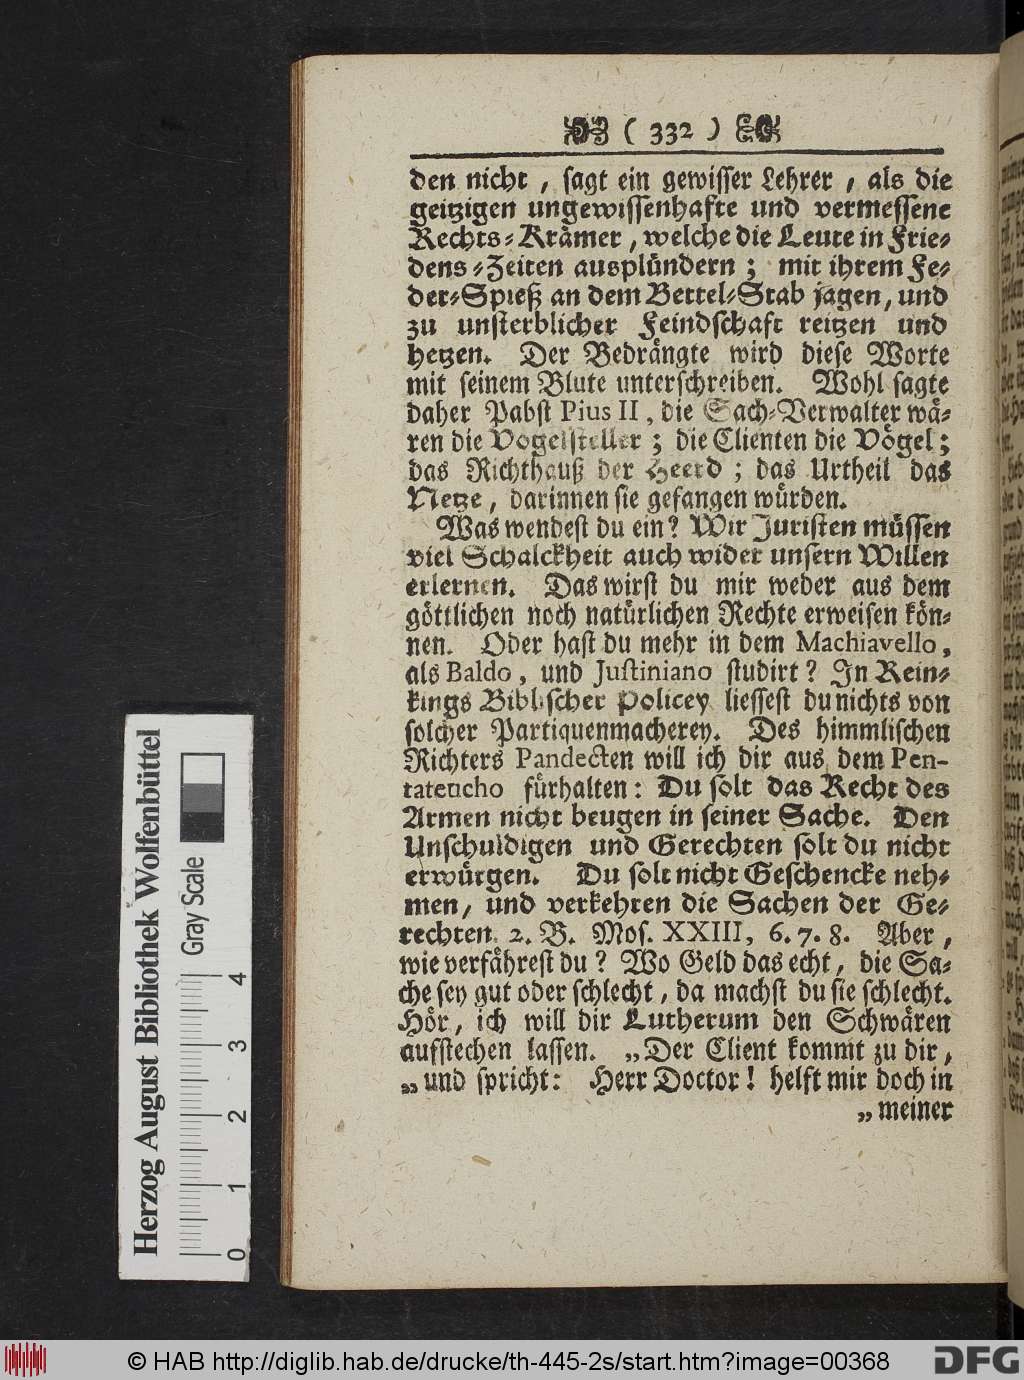 ( 332 )
den nicht, sagt ein gewisser Lehrer, als die
geitzigen ungewissenhafte und vermessene
Rechts-Krämer, welche die Leute in Frie-
dens-Zeiten ausplündern; mit ihrem Fe-
der-Spieß an dem Bettel-Stab jagen, und
zu unsterblicher Feindschaft reitzen und
hetzen. Der Bedrängte wird diese Worte
mit seinem Blute unterschreiben. Wohl sagte
daher Pabst Pius II, die Sach-Verwalter wä-
ren die Vogelsteller; die Clienten die Vögel;
das Richthauß der Heerd; das Urtheil das
Netze, darinnen sie gefangen würden.
Was wendest du ein? Wir Juristen müssen
viel Schalckheit auch wider unsern Willen
erlernen. Das wirst du mir weder aus dem
göttlichen noch natürlichen Rechte erweisen kön-
nen. Oder hast du mehr in dem Machiavello,
als Baldo, und Justiniano studirt? In Rein-
kings Biblischer Policey liessest du nichts von
solcher Partiquenmacherey. Des himmlischen
Richters Pandecten will ich dir aus dem Pen-
tateucho fürhalten: Du solt das Recht des
Armen nicht beugen in seiner Sache. Den
Unschuldigen und Gerechten solt du nicht
erwürgen. Du solt nicht Geschencke neh-
men, und verkehren die Sachen der Ge-
rechten. 2. B. Mos. XXIII, 6. 7. 8. Aber,
wie verfährest du? Wo Geld das echt, die Sa-
che sey gut oder schlecht, da machst du sie schlecht.
Hör, ich will dir Lutherum den Schwären
aufstechen lassen. „Der Client kommt zu dir,
„und spricht: Herr Doctor! helft mir doch in
„meiner
Herzog August Bibliothek Wolfenbüttel
Gray Scale
0 1 2 3 4
© HAB http://diglib.hab.de/drucke/th-445-2s/start.htm?image=00368
DFG